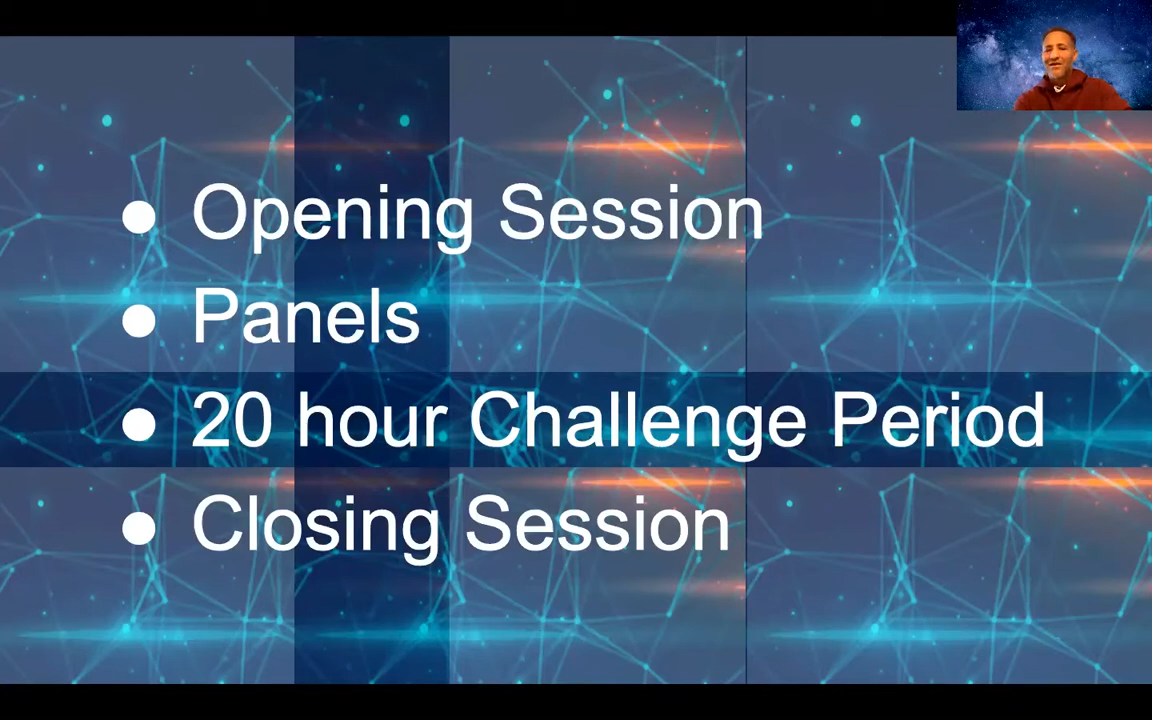 ● Opening Session
● Panels
● 20 hour Challenge Period
● Closing Session